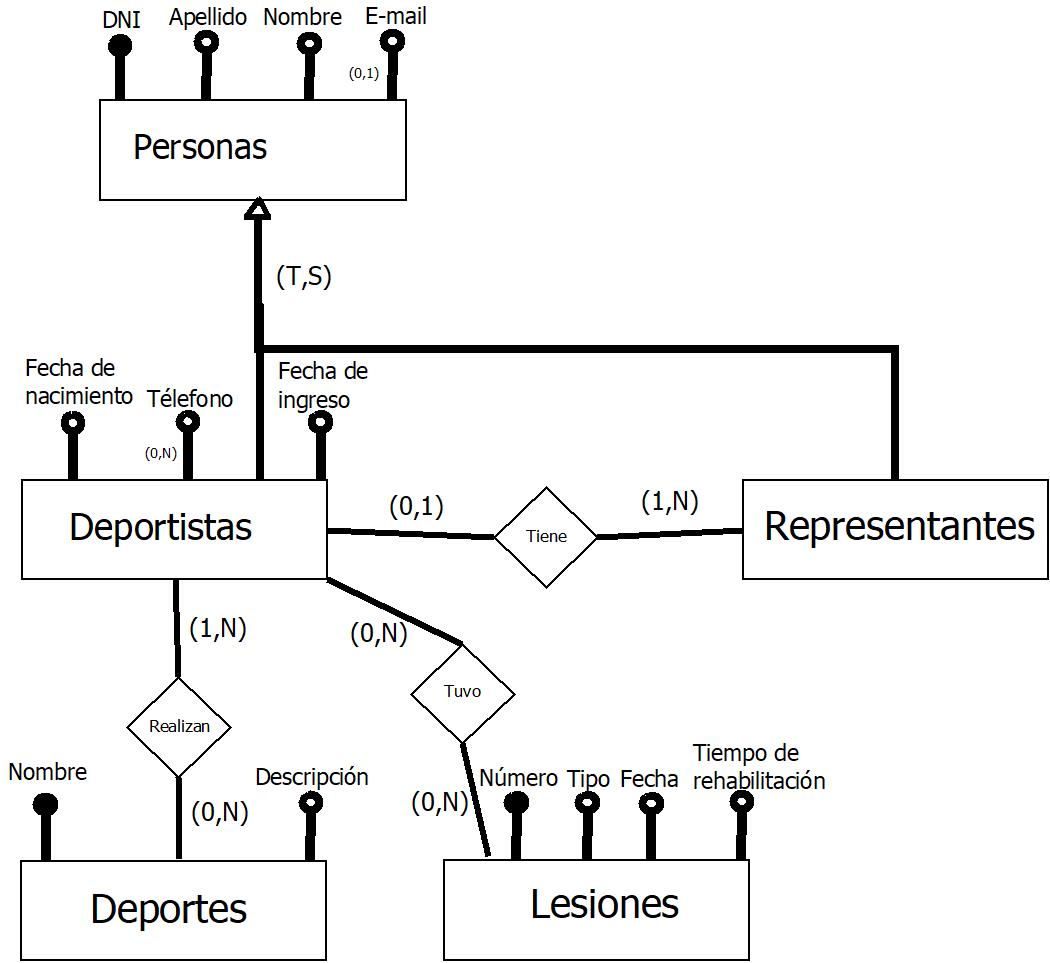 DNI
Apellido
Nombre
E-mail
(0,1)
Personas
(T,S)
Fecha de
nacimiento
Télefono
(0,N)
Fecha de
ingreso
Deportistas
(0,1)
Tiene
(1,N)
Representantes
(1,N)
(0,N)
Realizan
Tuvo
Nombre
Descripción
(0,N)
(0,N)
Número
Tipo
Fecha
Tiempo de
rehabilitación
Deportes
Lesiones